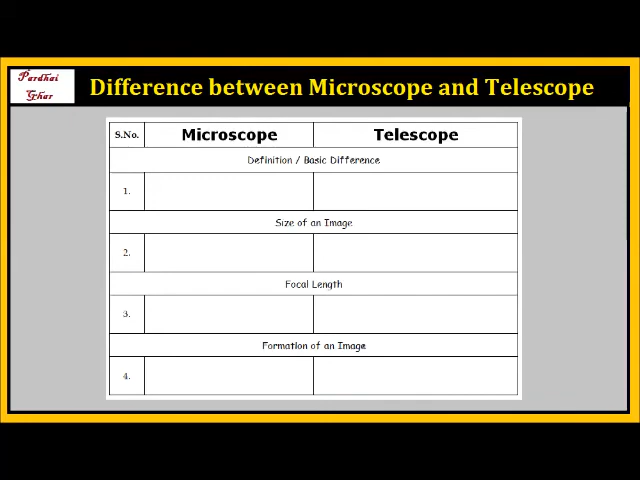 Pardhai
Ghar
Difference between Microscope and Telescope
S.No. Microscope Telescope
Definition / Basic Difference
1.
Size of an Image
2.
Focal Length
3.
Formation of an Image
4.